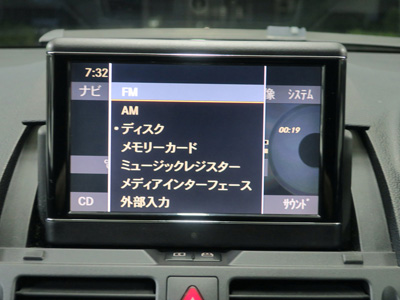 7:32
ナビ
FM
象 システム
AM
・ディスク
00:19
メモリーカード
ミュージックレジスター
メディアインターフェース
CD
外部入力
サウンド